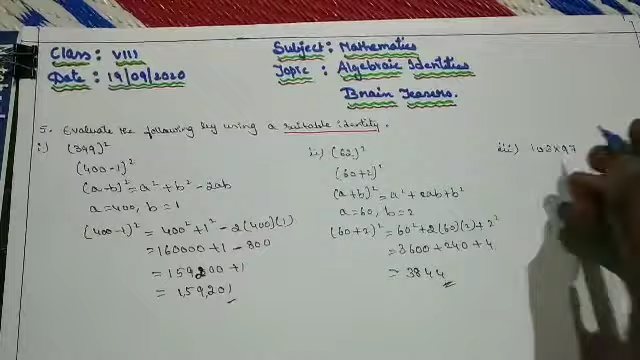 Class: VIII
Subject: Mathematics
Date: 19/09/2020
Topic: Algebraic Identities
Brain Teasers.
5. Evaluate the following by using a suitable identity.
i) (399)²
(400-1)²
(a-b)² = a² + b² - 2ab
a = 400, b = 1
(400-1)² = 400² + 1² - 2(400)(1)
= 160000 + 1 - 800
= 159200 + 1
= 1,59,201
ii) (62)²
(60+2)²
(a+b)² = a² + 2ab + b²
a = 60, b = 2
(60+2)² = 60² + 2(60)(2) + 2²
= 3600 + 240 + 4
= 3844
iii) 103×97